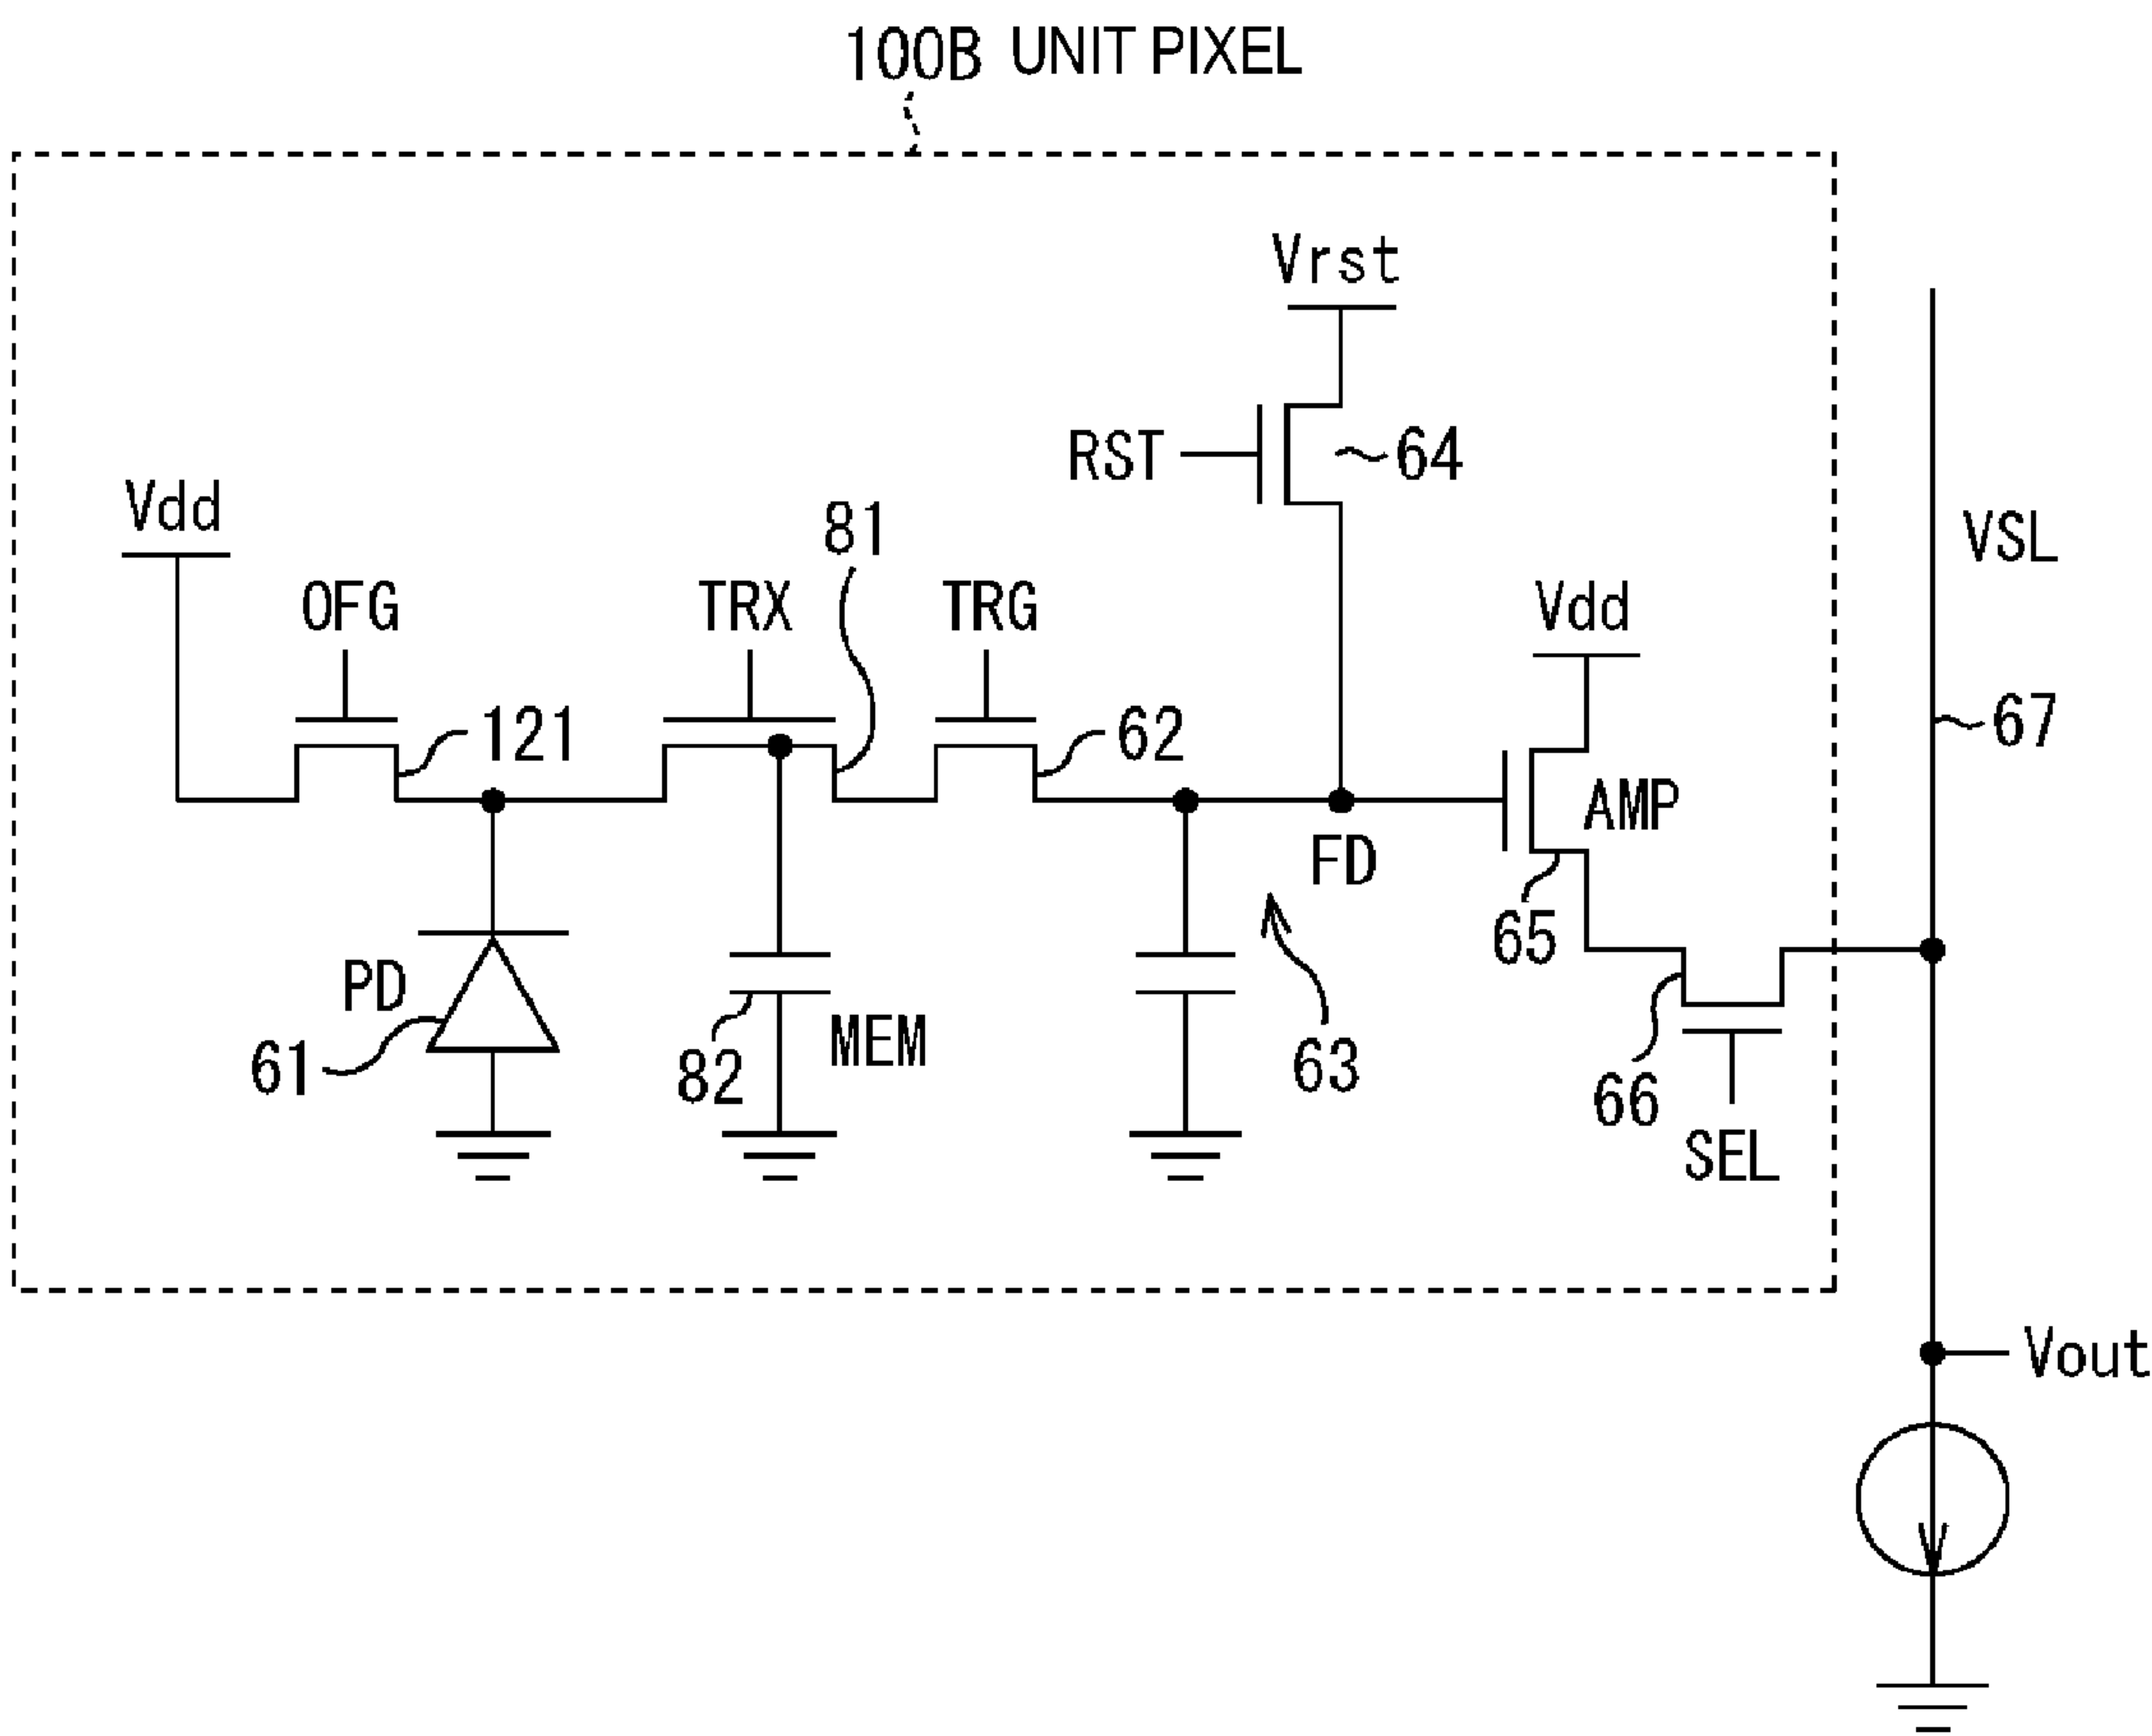 100B UNIT PIXEL
Vrst
RST
64
Vdd
81
VSL
OFG
TRX
TRG
Vdd
121
62
67
AMP
FD
65
PD
61
82
MEM
63
66
SEL
Vout